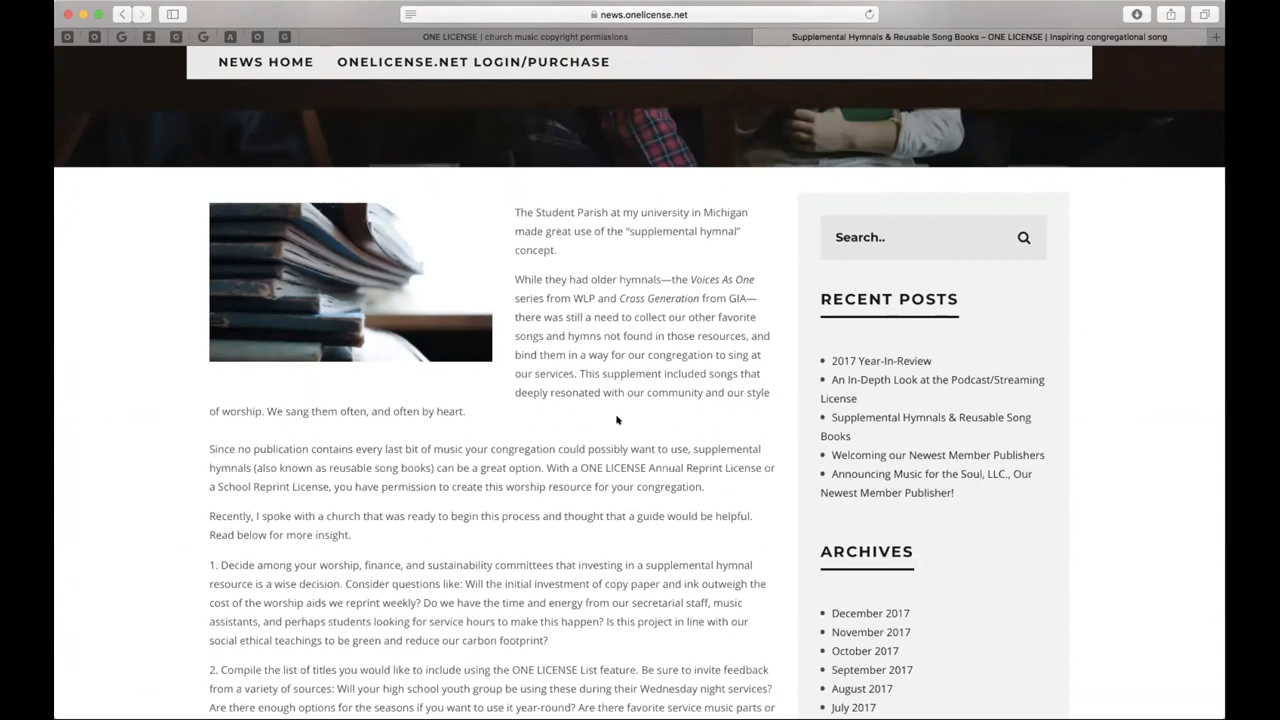 news.onelicense.net
ONE LICENSE | church music copyright permissions
Supplemental Hymnals & Reusable Song Books – ONE LICENSE | Inspiring congregational song
NEWS HOME
ONELICENSE.NET LOGIN/PURCHASE
The Student Parish at my university in Michigan
made great use of the “supplemental hymnal”
concept.
While they had older hymnals—the Voices As One
series from WLP and Cross Generation from GIA—
there was still a need to collect our other favorite
songs and hymns not found in those resources, and
bind them in a way for our congregation to sing at
our services. This supplement included songs that
deeply resonated with our community and our style
of worship. We sang them often, and often by heart.
Since no publication contains every last bit of music your congregation could possibly want to use, supplemental
hymnals (also known as reusable song books) can be a great option. With a ONE LICENSE Annual Reprint License or
a School Reprint License, you have permission to create this worship resource for your congregation.
Recently, I spoke with a church that was ready to begin this process and thought that a guide would be helpful.
Read below for more insight.
1. Decide among your worship, finance, and sustainability committees that investing in a supplemental hymnal
resource is a wise decision. Consider questions like: Will the initial investment of copy paper and ink outweigh the
cost of the worship aids we reprint weekly? Do we have the time and energy from our secretarial staff, music
assistants, and perhaps students looking for service hours to make this happen? Is this project in line with our
social ethical teachings to be green and reduce our carbon footprint?
2. Compile the list of titles you would like to include using the ONE LICENSE List feature. Be sure to invite feedback
from a variety of sources: Will your high school youth group be using these during their Wednesday night services?
Are there enough options for the seasons if you want to use it year-round? Are there favorite service music parts or
Search..
RECENT POSTS
2017 Year-In-Review
An In-Depth Look at the Podcast/Streaming
License
Supplemental Hymnals & Reusable Song
Books
Welcoming our Newest Member Publishers
Announcing Music for the Soul, LLC., Our
Newest Member Publisher!
ARCHIVES
December 2017
November 2017
October 2017
September 2017
August 2017
July 2017